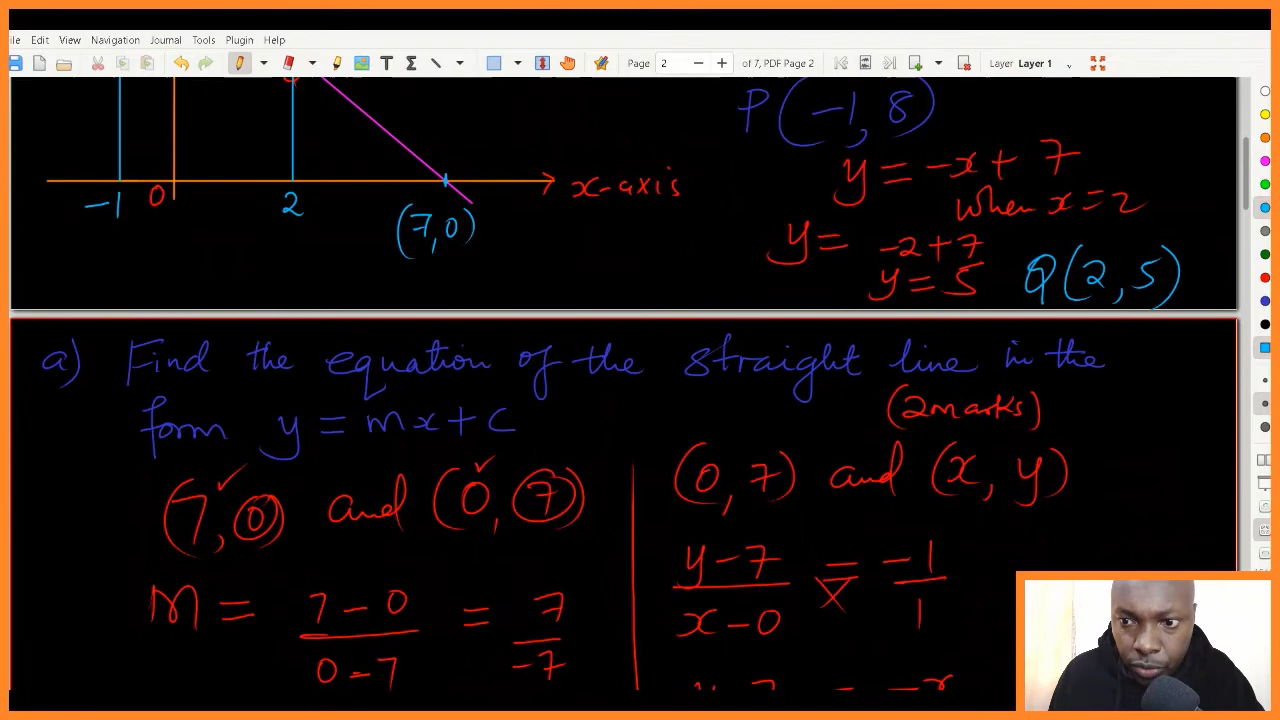 ile Edit View Navigation Journal Tools Plugin Help
Page 2 of 7, PDF Page 2 Layer Layer 1
P(-1, 8)
y = -x + 7
x-axis
-1 0 2
when x = 2
(7,0)
y = -2+7
y = 5 Q(2, 5)
a) Find the equation of the straight line in the
form y = mx + c (2marks)
(7, 0) and (0, 7)
(0, 7) and (x, y)
M = 7 - 0 / 0 - 7 = 7 / -7
y - 7 / x - 0 = -1 / 1